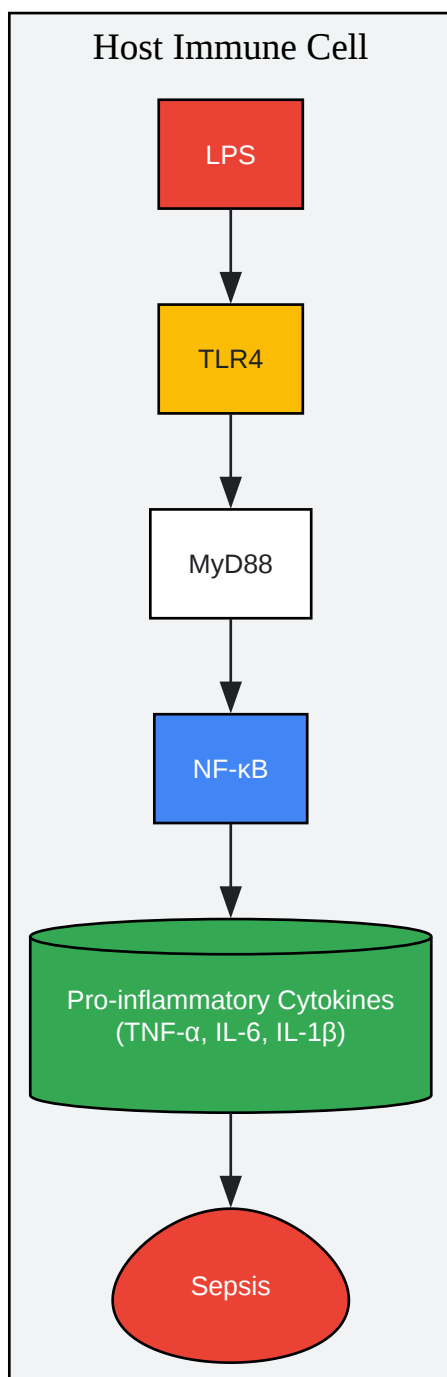 Host Immune Cell
LPS
TLR4
MyD88
NF-κB
Pro-inflammatory Cytokines
(TNF-α, IL-6, IL-1β)
Sepsis